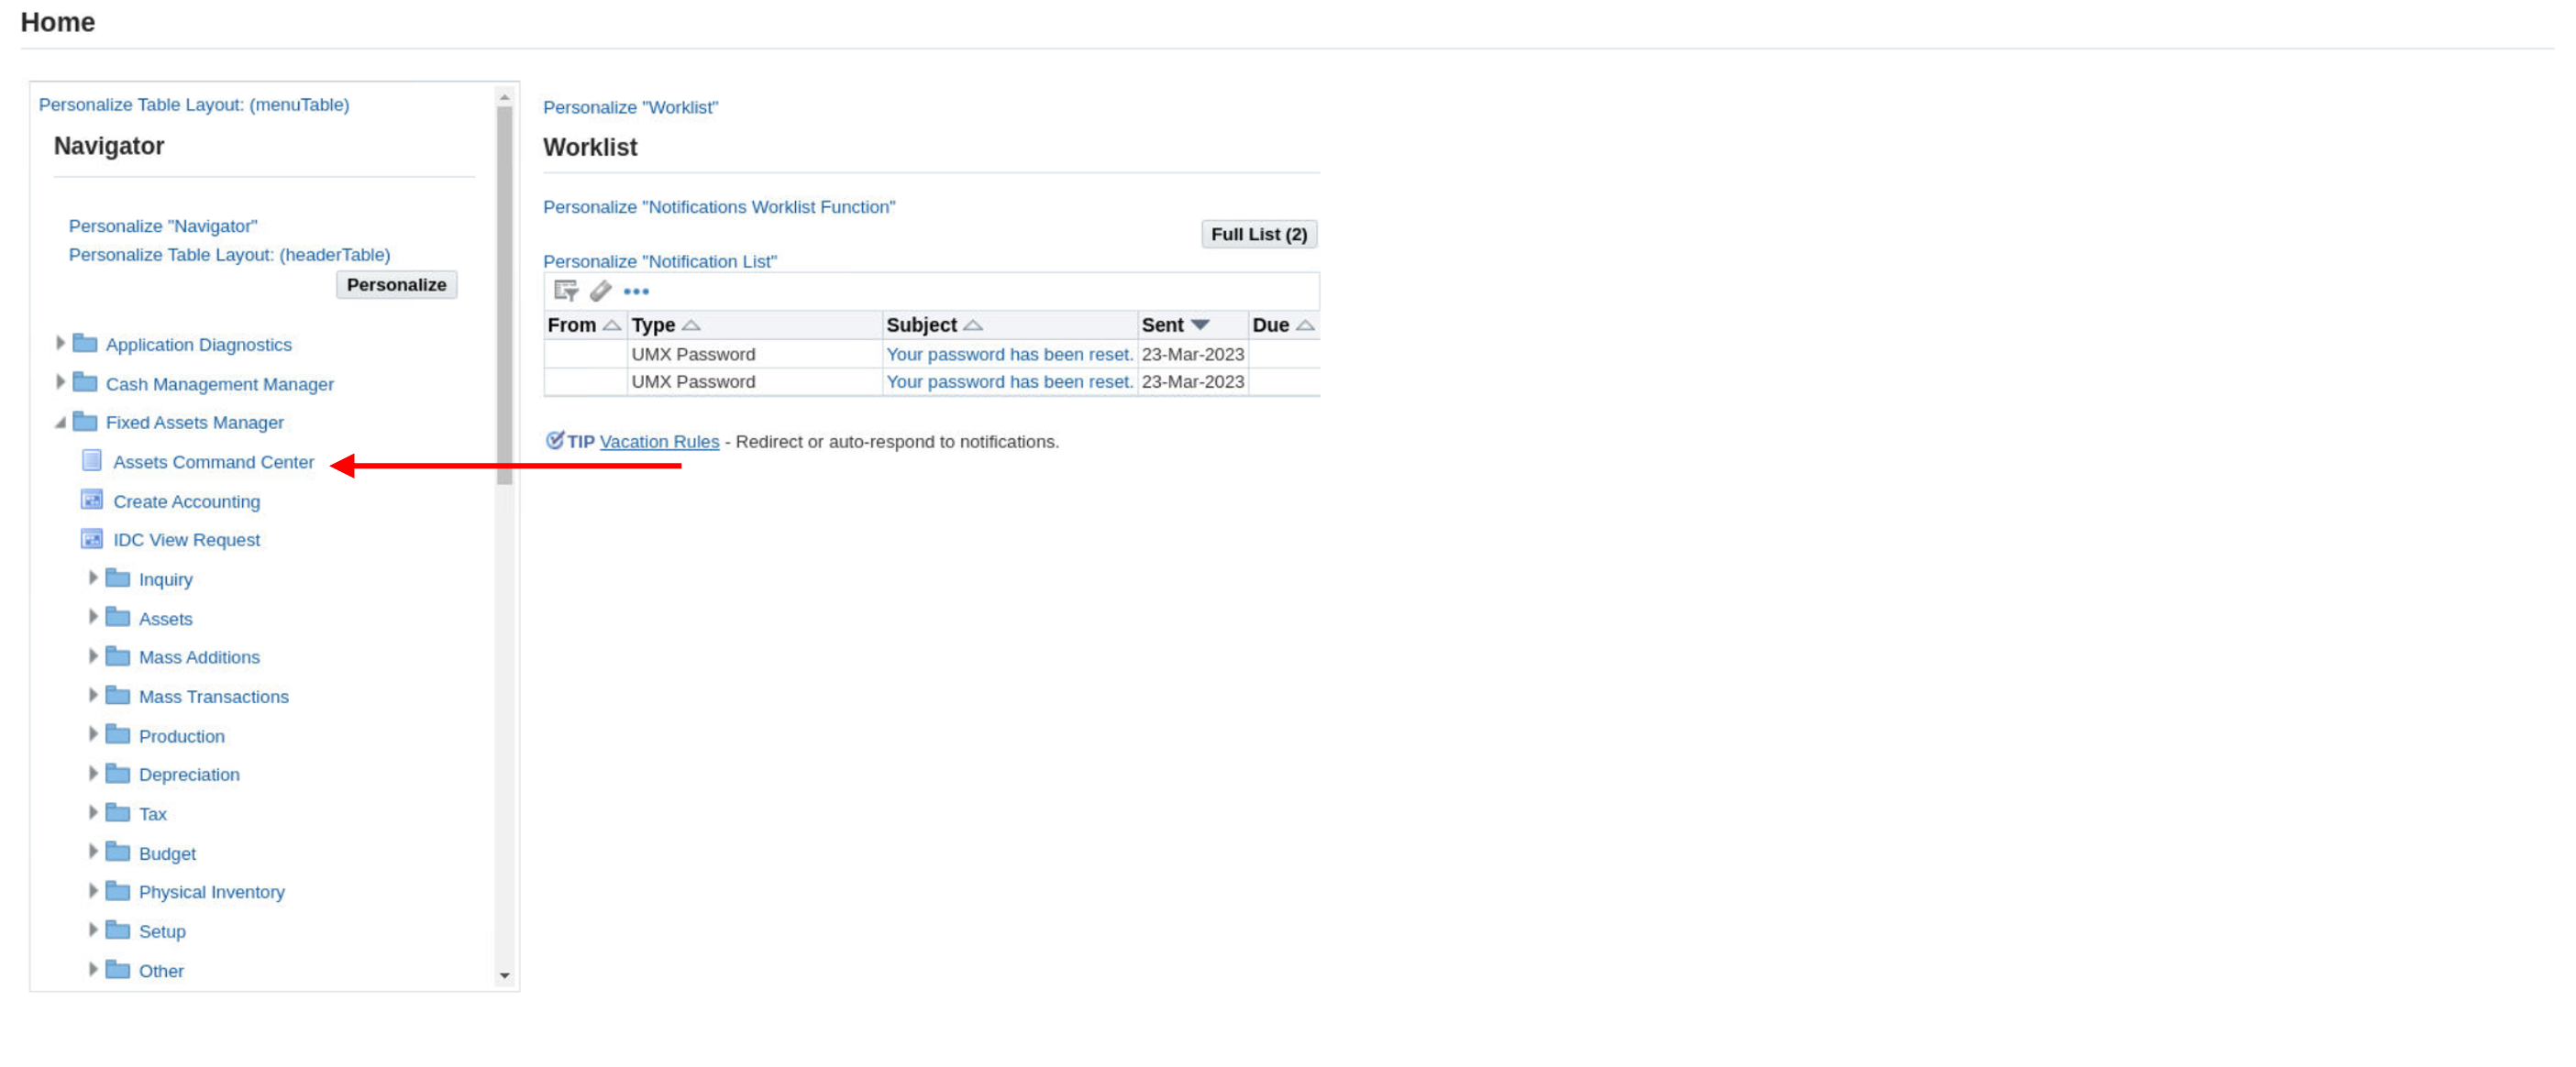 Home
Personalize Table Layout: (menuTable)
Navigator
Personalize "Navigator"
Personalize Table Layout: (headerTable)
Personalize
Application Diagnostics
Cash Management Manager
Fixed Assets Manager
Assets Command Center
Create Accounting
IDC View Request
Inquiry
Assets
Mass Additions
Mass Transactions
Production
Depreciation
Tax
Budget
Physical Inventory
Setup
Other
Personalize "Worklist"
Worklist
Personalize "Notifications Worklist Function"
Full List (2)
Personalize "Notification List"
From Type Subject Sent Due
UMX Password Your password has been reset. 23-Mar-2023
UMX Password Your password has been reset. 23-Mar-2023
TIP Vacation Rules - Redirect or auto-respond to notifications.